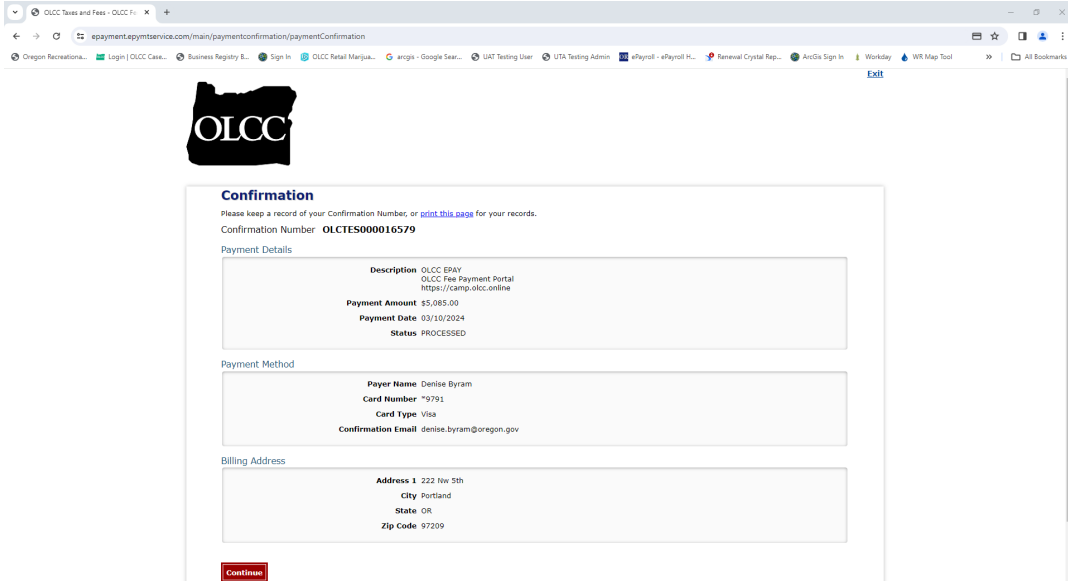 OLCC Taxes and Fees - OLCC Fe
epayment.epymtservice.com/main/paymentconfirmation/paymentConfirmation
Oregon Recreationa... Login | OLCC Case... Business Registry B... Sign In OLCC Retail Marijua... arcgis - Google Sear... UAT Testing User UTA Testing Admin ePayroll - ePayroll H... Renewal Crystal Rep... ArcGis Sign In Workday WR Map Tool » All Bookmarks
Exit
OLCC
Confirmation
Please keep a record of your Confirmation Number, or print this page for your records.
Confirmation Number OLCTES000016579
Payment Details
Description OLCC EPAY
OLCC Fee Payment Portal
https://camp.olcc.online
Payment Amount $5,085.00
Payment Date 03/10/2024
Status PROCESSED
Payment Method
Payer Name Denise Byram
Card Number *9791
Card Type Visa
Confirmation Email denise.byram@oregon.gov
Billing Address
Address 1 222 Nw 5th
City Portland
State OR
Zip Code 97209
Continue